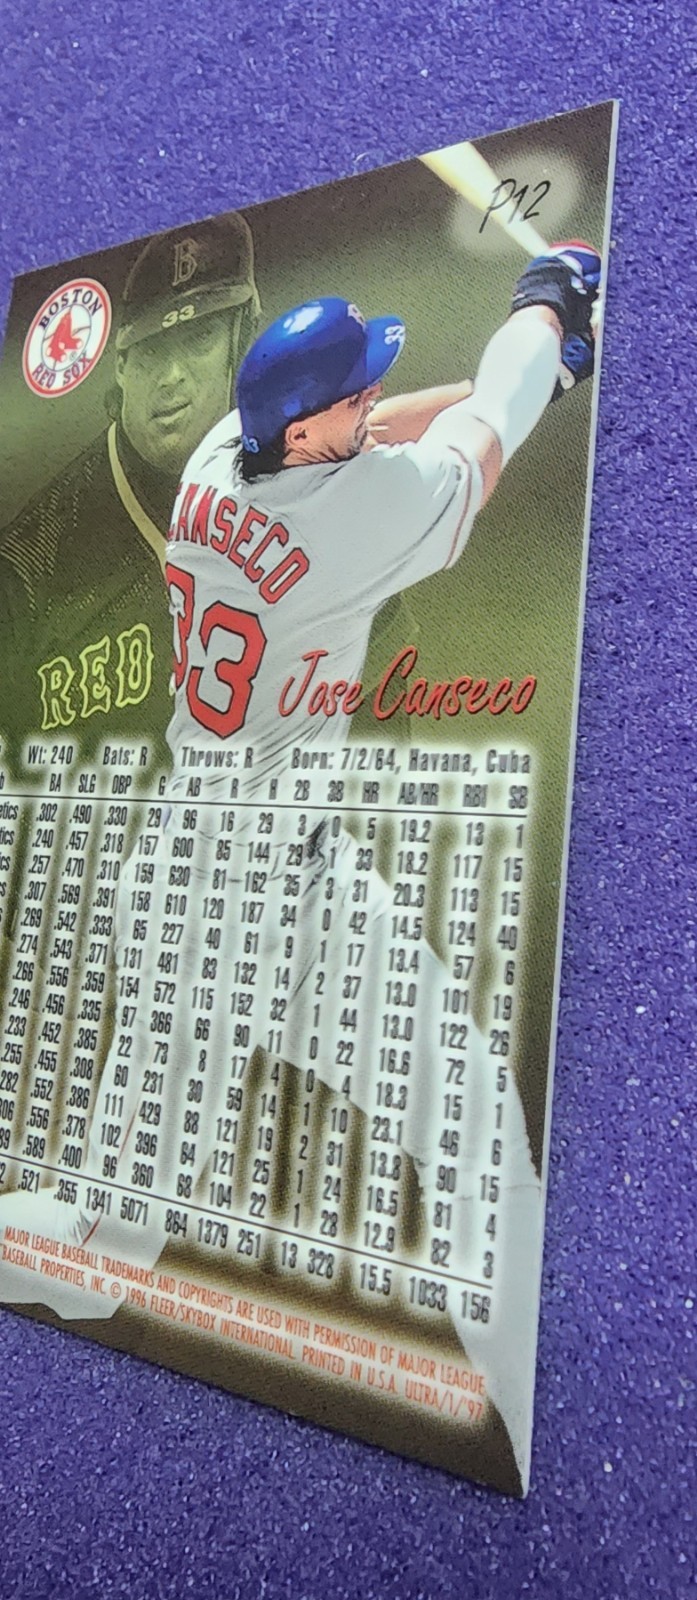 P12
B
33
BOSTON
RED SOX
33
33
CANSECO
33
RED
Jose Canseco
Wt: 240 Bats: R Throws: R Born: 7/2/64, Havana, Cuba
b BA SLG OBP G AB R H 2B 3B HR AB/HR RBI SB
etics .302 .490 .330 29 96 16 29 3 0 5 19.2 13 1
tics .240 .457 .318 157 600 85 144 29 1 33 18.2 117 15
ics .257 .470 .310 159 630 81 162 35 3 31 20.3 113 15
.307 .569 .391 158 610 120 187 34 0 42 14.5 124 40
.269 .542 .333 65 227 40 61 9 1 17 13.4 57 6
.274 .543 .371 131 481 83 132 14 2 37 13.0 101 19
.266 .556 .359 154 572 115 152 32 1 44 13.0 122 26
.246 .456 .335 97 366 66 90 11 0 22 16.6 72 5
.233 .452 .385 22 73 8 17 4 0 4 18.3 15 1
.255 .455 .308 60 231 30 59 14 1 10 23.1 46 6
282 .552 .386 111 429 88 121 19 2 31 13.8 90 15
306 .556 .378 102 396 64 121 25 1 24 16.5 81 4
89 .589 .400 96 360 68 104 22 1 28 12.9 82 3
2 .521 .355 1341 5071 864 1379 251 13 328 15.5 1033 156
MAJOR LEAGUE BASEBALL TRADEMARKS AND COPYRIGHTS ARE USED WITH PERMISSION OF MAJOR LEAGUE
BASEBALL PROPERTIES, INC. © 1996 FLEER/SKYBOX INTERNATIONAL. PRINTED IN U.S.A. ULTRA/1/'97